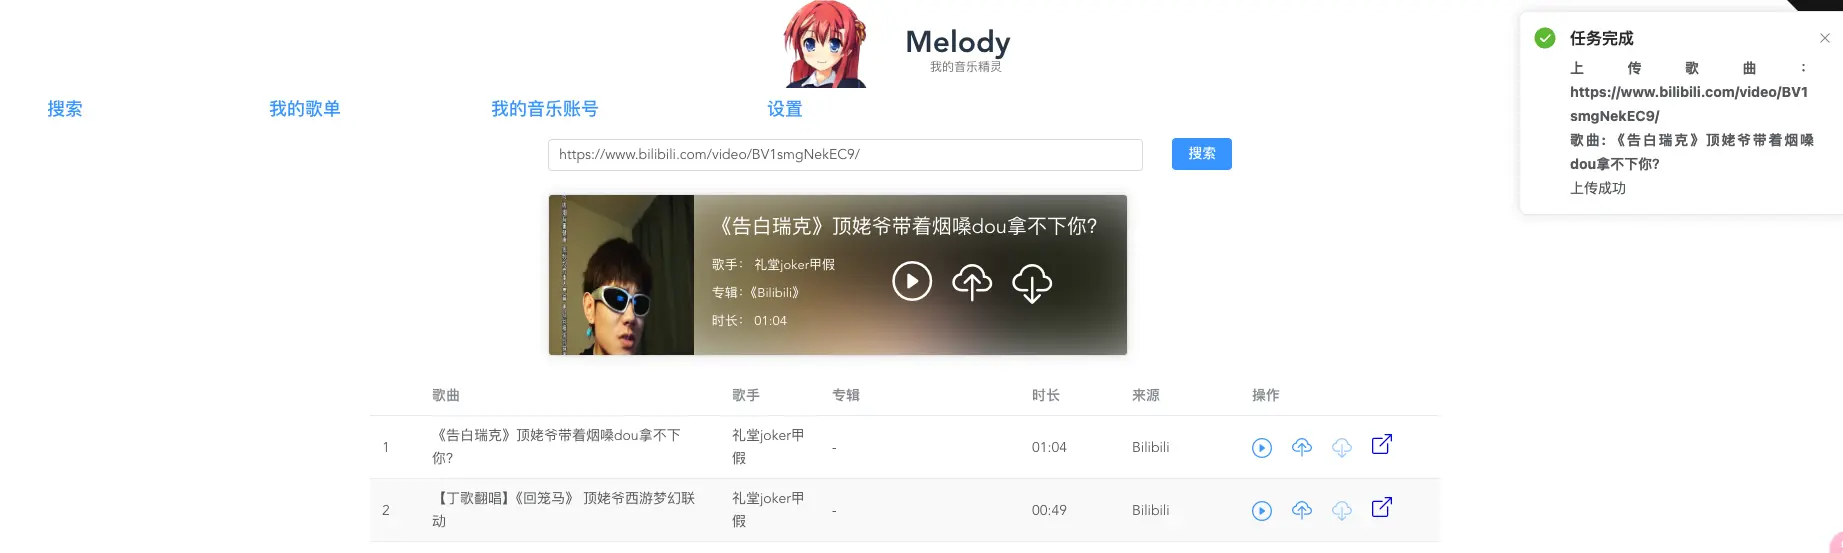 Melody
我的音乐精灵
搜索
我的歌单
我的音乐账号
设置
https://www.bilibili.com/video/BV1smgNekEC9/
搜索
《告白瑞克》顶姥爷带着烟嗓dou拿不下你?
歌手： 礼堂joker甲假
专辑：《Bilibili》
时长： 01:04
歌曲 歌手 专辑 时长 来源 操作
1 《告白瑞克》顶姥爷带着烟嗓dou拿不下 礼堂joker甲 - 01:04 Bilibili
你? 假
2 【丁歌翻唱】《回笼马》 顶姥爷西游梦幻联 礼堂joker甲 - 00:49 Bilibili
动 假
任务完成
上传歌曲：
https://www.bilibili.com/video/BV1
smgNekEC9/
歌曲：《告白瑞克》顶姥爷带着烟嗓
dou拿不下你?
上传成功